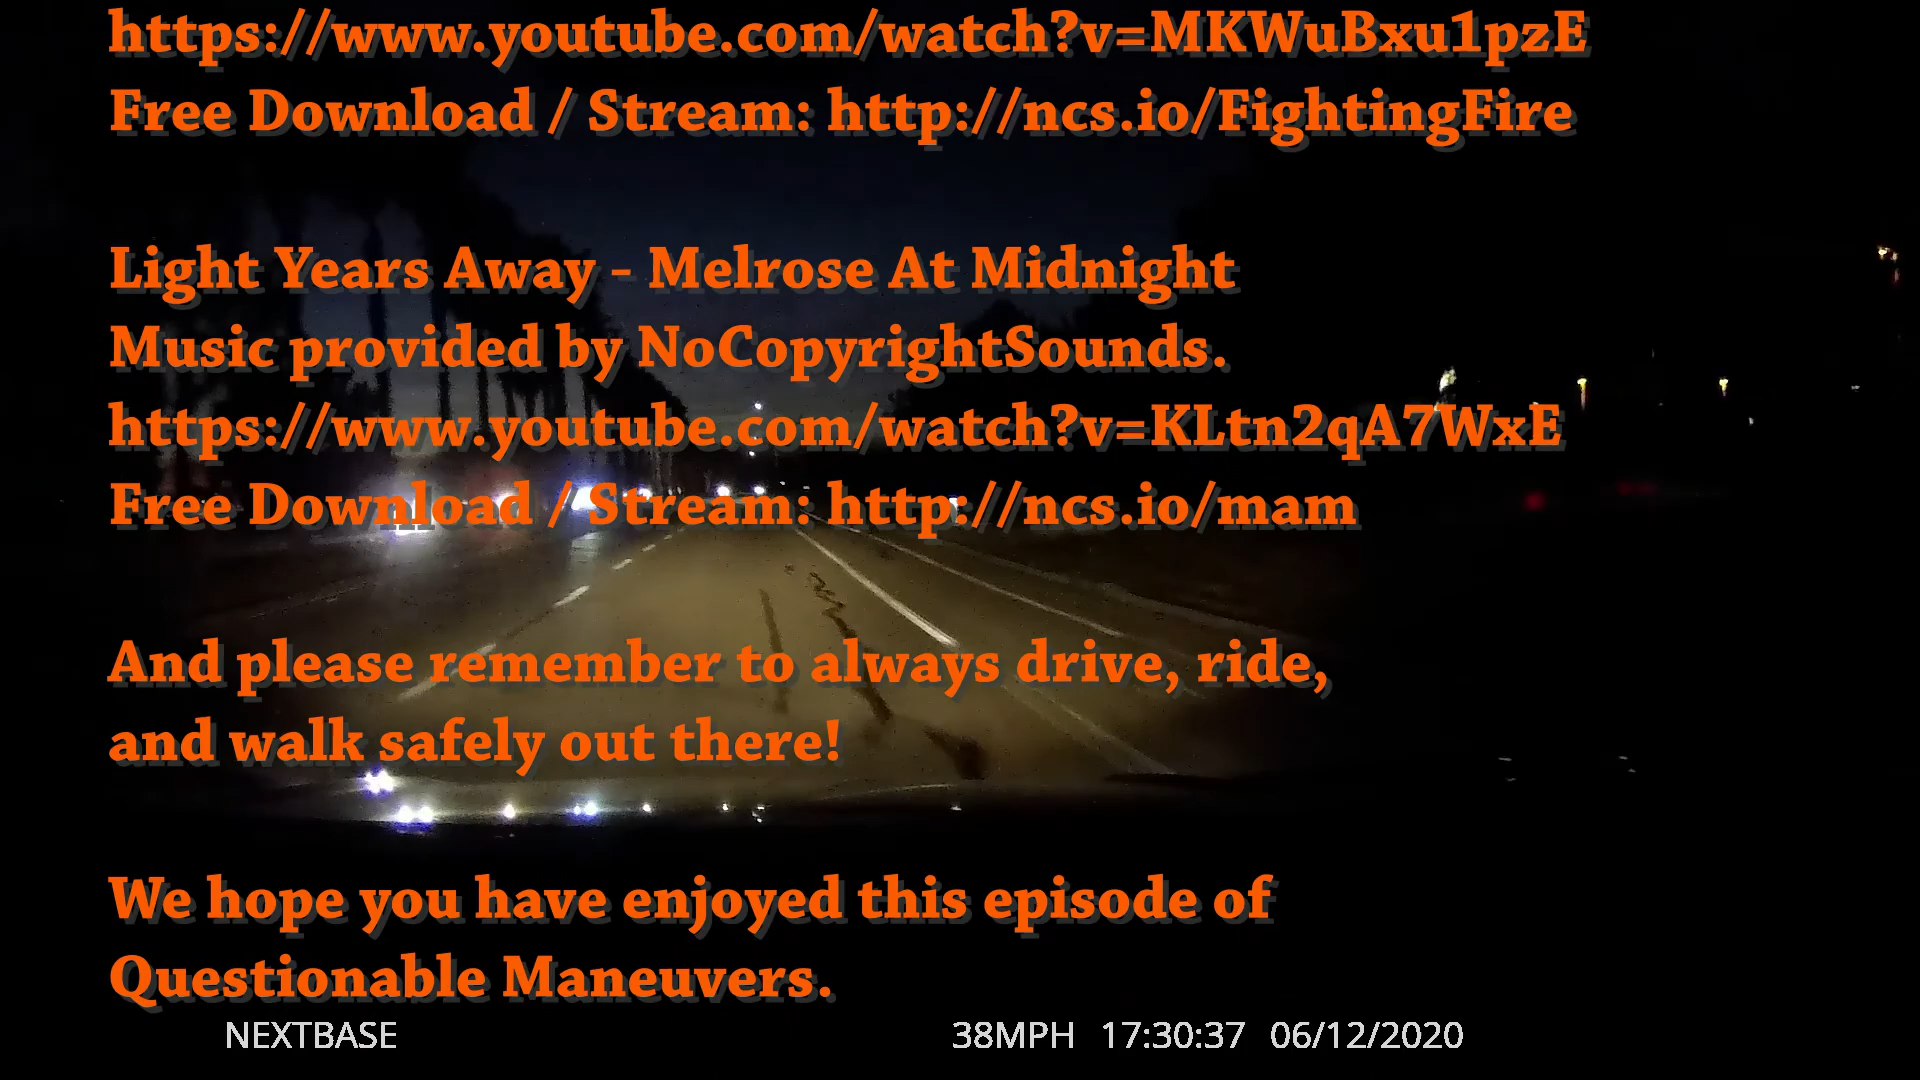 https://www.youtube.com/watch?v=MKWuBxu1pzE
Free Download / Stream: http://ncs.io/FightingFire
Light Years Away - Melrose At Midnight
Music provided by NoCopyrightSounds.
https://www.youtube.com/watch?v=KLtn2qA7WxE
Free Download / Stream: http://ncs.io/mam
And please remember to always drive, ride,
and walk safely out there!
We hope you have enjoyed this episode of
Questionable Maneuvers.
NEXTBASE 38MPH 17:30:37 06/12/2020